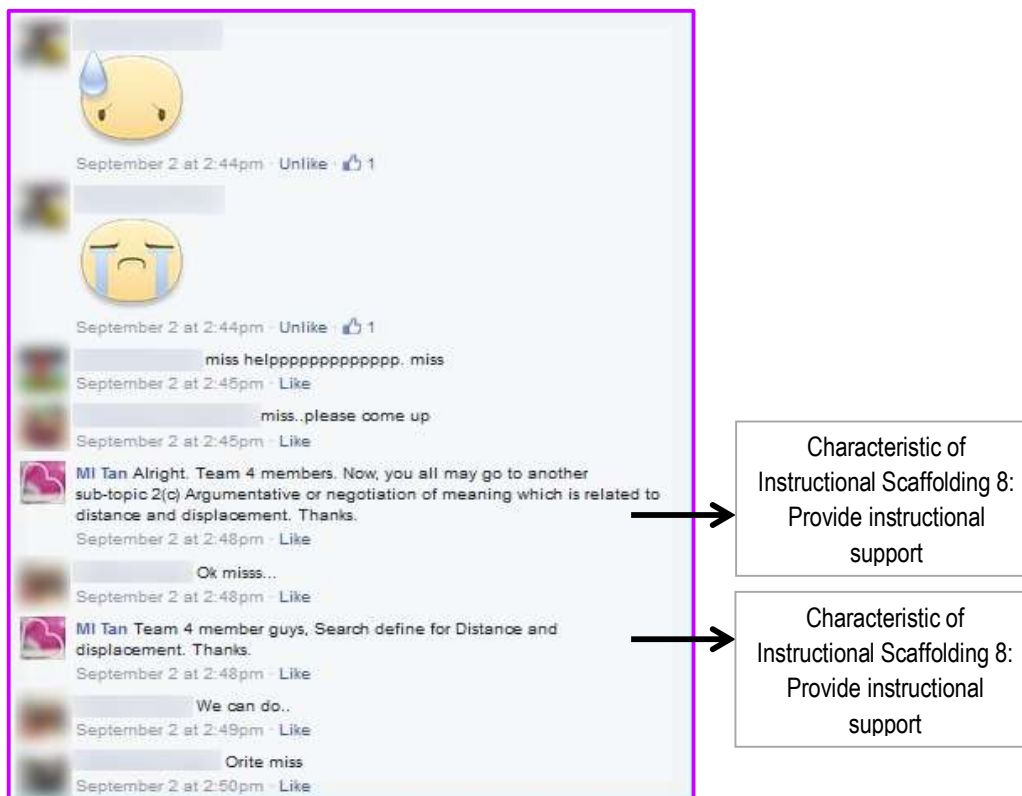 September 2 at 2:44pm · Unlike · 1
September 2 at 2:44pm · Unlike · 1
miss helppppppppppppp. miss
September 2 at 2:45pm · Like
miss..please come up
September 2 at 2:45pm · Like
MI Tan Alright. Team 4 members. Now, you all may go to another
sub-topic 2(c) Argumentative or negotiation of meaning which is related to
distance and displacement. Thanks.
September 2 at 2:48pm · Like
Ok misss...
September 2 at 2:48pm · Like
MI Tan Team 4 member guys, Search define for Distance and
displacement. Thanks.
September 2 at 2:48pm · Like
We can do..
September 2 at 2:49pm · Like
Orite miss
September 2 at 2:50pm · Like
Characteristic of
Instructional Scaffolding 8:
Provide instructional
support
Characteristic of
Instructional Scaffolding 8:
Provide instructional
support